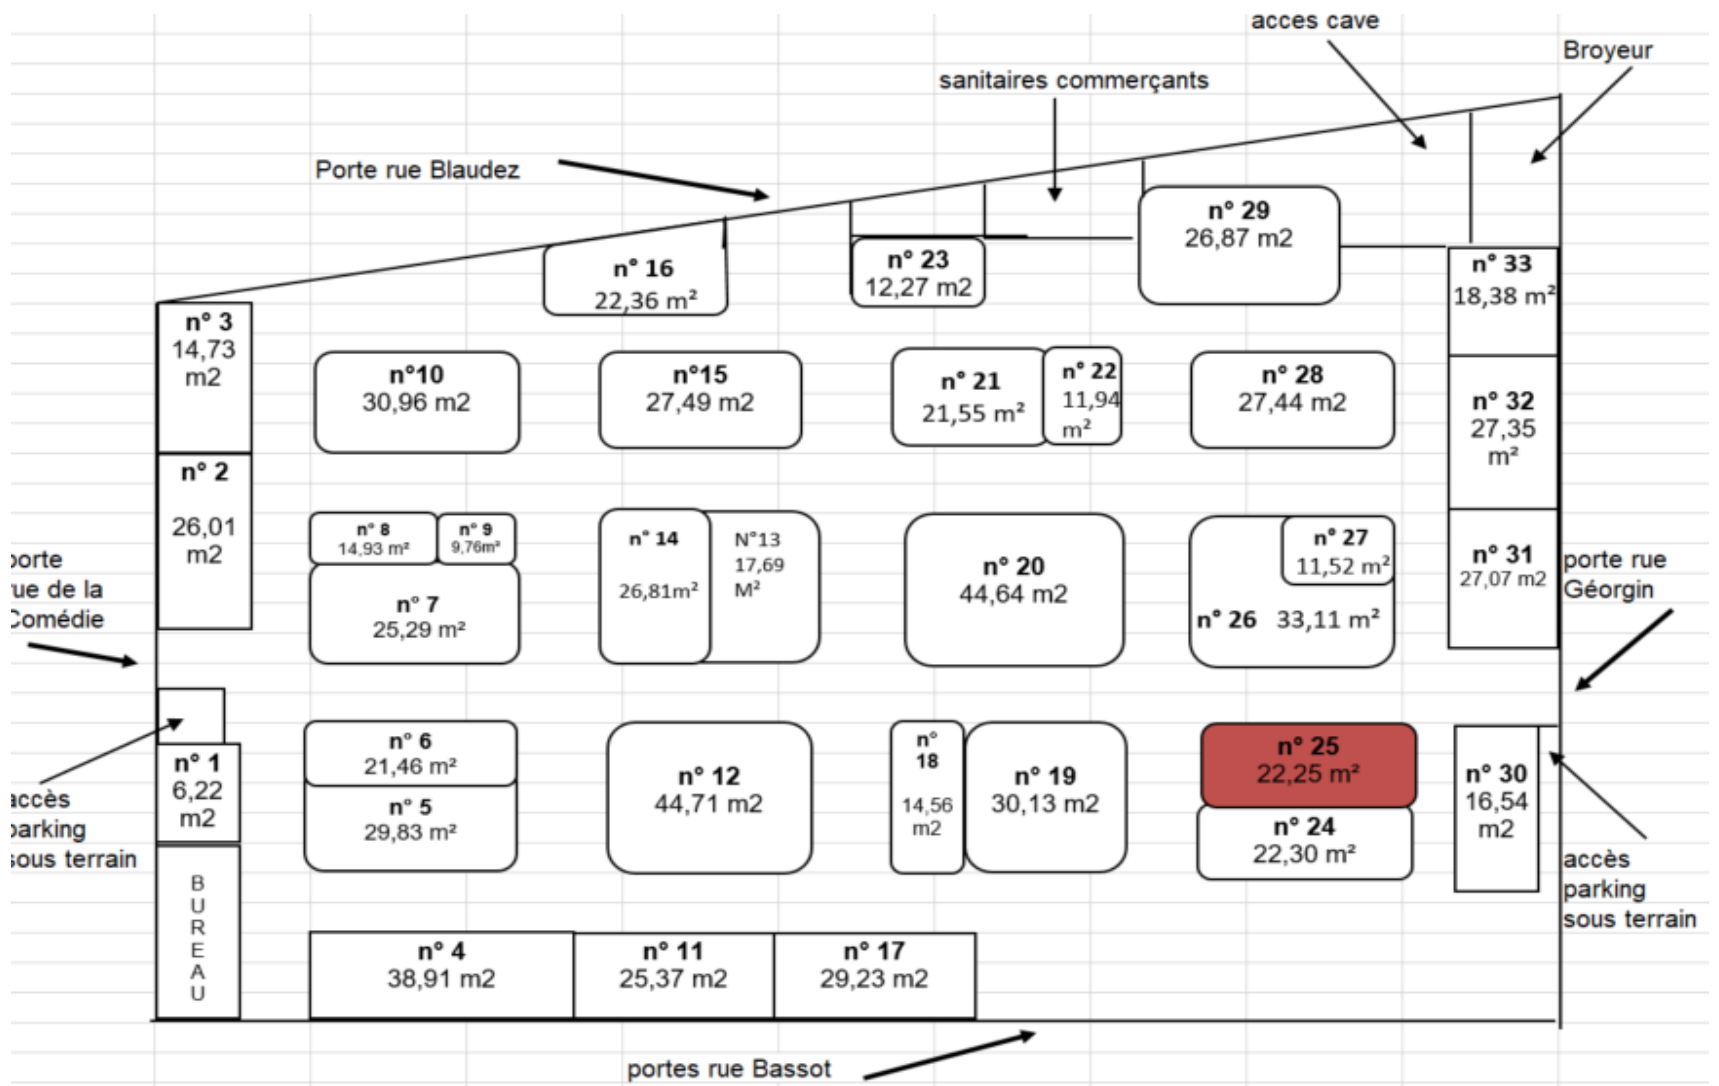 accès cave
Broyeur
sanitaires commerçants
Porte rue Blaudez
n° 29
26,87 m2
n° 16
22,36 m²
n° 23
12,27 m2
n° 33
18,38 m²
n° 3
14,73
m2
n°10
30,96 m2
n°15
27,49 m2
n° 21
21,55 m²
n° 22
11,94
m²
n° 28
27,44 m2
n° 32
27,35
m²
n° 2
26,01
m2
n° 8
14,93 m²
n° 9
9,76m²
n° 7
25,29 m²
n° 14
26,81m²
N°13
17,69
M²
n° 20
44,64 m2
n° 27
11,52 m²
n° 26 33,11 m²
n° 31
27,07 m2
porte
rue de la
Comédie
porte rue
Géorgin
n° 1
6,22
m2
n° 6
21,46 m²
n° 5
29,83 m²
n° 12
44,71 m2
n°
18
14,56
m2
n° 19
30,13 m2
n° 25
22,25 m²
n° 24
22,30 m²
n° 30
16,54
m2
accès
parking
sous terrain
accès
parking
sous terrain
B
U
R
E
A
U
n° 4
38,91 m2
n° 11
25,37 m2
n° 17
29,23 m2
portes rue Bassot